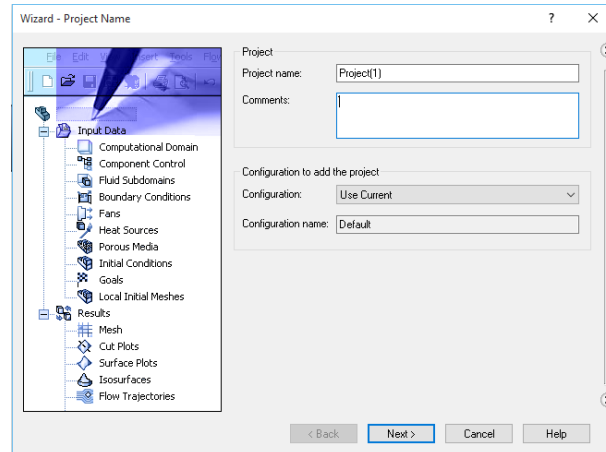 Wizard - Project Name
?
File Edit View Insert Tools Flow
Input Data
Computational Domain
Component Control
Fluid Subdomains
Boundary Conditions
Fans
Heat Sources
Porous Media
Initial Conditions
Goals
Local Initial Meshes
Results
Mesh
Cut Plots
Surface Plots
Isosurfaces
Flow Trajectories
Project
Project name: Project(1)
Comments:
Configuration to add the project
Configuration: Use Current
Configuration name: Default
< Back Next > Cancel Help